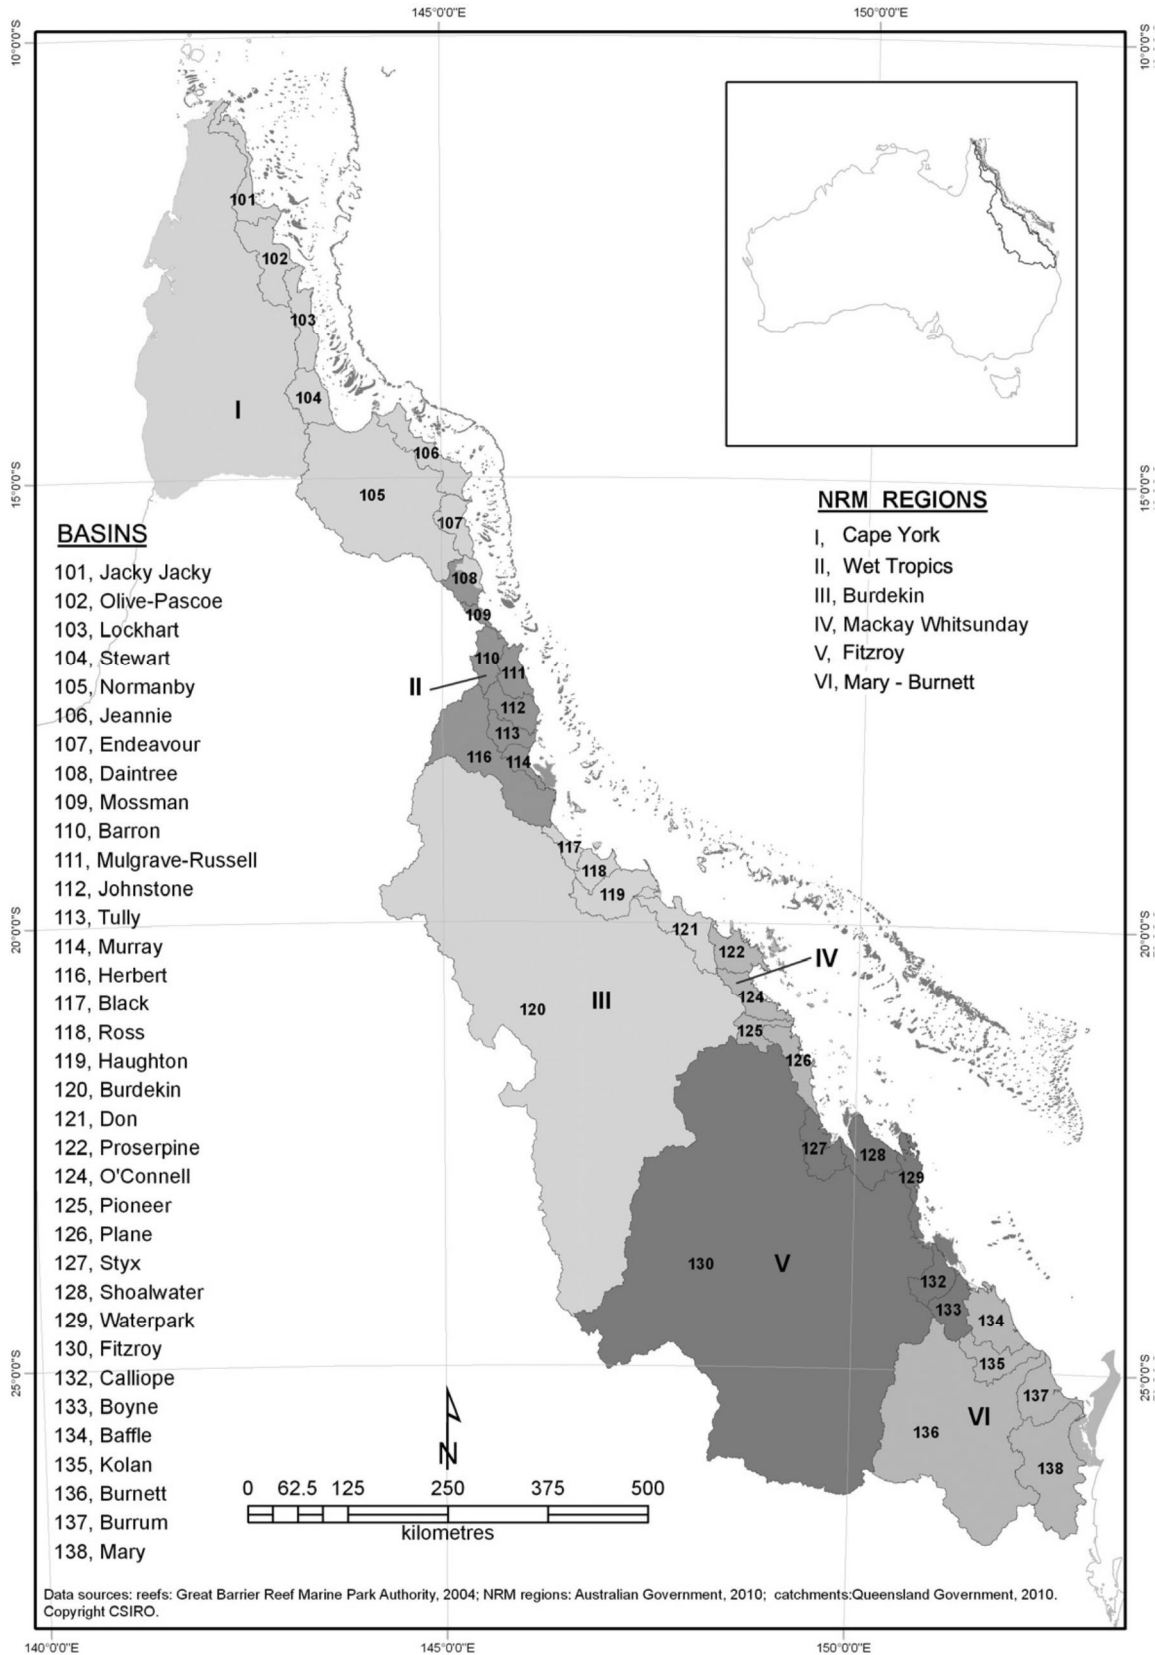 145°0'0"E 150°0'0"E
10°0'0"S 10°0'0"S
101
102
103
104
I
106
105
107
15°0'0"S 15°0'0"S
NRM REGIONS
I, Cape York
II, Wet Tropics
III, Burdekin
IV, Mackay Whitsunday
V, Fitzroy
VI, Mary - Burnett
BASINS
101, Jacky Jacky
102, Olive-Pascoe
103, Lockhart
104, Stewart
105, Normanby
106, Jeannie
107, Endeavour
108, Daintree
109, Mossman
110, Barron
111, Mulgrave-Russell
112, Johnstone
113, Tully
114, Murray
116, Herbert
117, Black
118, Ross
119, Haughton
120, Burdekin
121, Don
122, Proserpine
124, O'Connell
125, Pioneer
126, Plane
127, Styx
128, Shoalwater
129, Waterpark
130, Fitzroy
132, Calliope
133, Boyne
134, Baffle
135, Kolan
136, Burnett
137, Burrum
138, Mary
108
109
110
111
II
112
113
116
114
117
118
119
20°0'0"S 20°0'0"S
121
122
IV
124
120
III
125
126
127
128
129
130
V
132
133
134
135
25°0'0"S 25°0'0"S
137
VI
136
138
N
0 62.5 125 250 375 500
kilometres
Data sources: reefs: Great Barrier Reef Marine Park Authority, 2004; NRM regions: Australian Government, 2010; catchments:Queensland Government, 2010.
Copyright CSIRO.
140°0'0"E 145°0'0"E 150°0'0"E